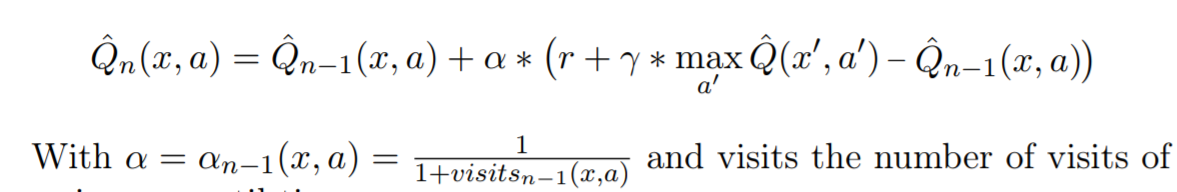 Q̂ₙ(x, a) = Q̂ₙ₋₁(x, a) + α ∗ (r + γ ∗ max_{a′} Q̂(x′, a′) – Q̂ₙ₋₁(x, a))
With α = αₙ₋₁(x, a) = 1/(1+visitsₙ₋₁(x,a)) and visits the number of visits of